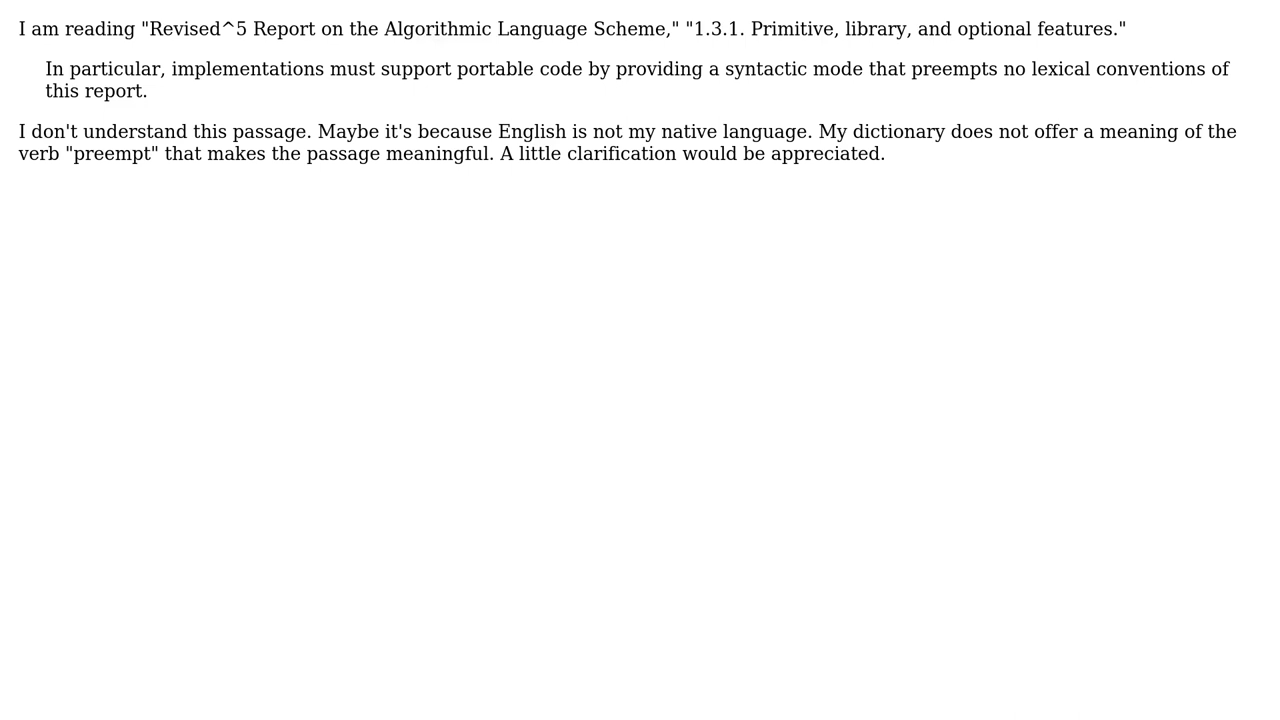 I am reading "Revised^5 Report on the Algorithmic Language Scheme," "1.3.1. Primitive, library, and optional features."
In particular, implementations must support portable code by providing a syntactic mode that preempts no lexical conventions of
this report.
I don't understand this passage. Maybe it's because English is not my native language. My dictionary does not offer a meaning of the
verb "preempt" that makes the passage meaningful. A little clarification would be appreciated.